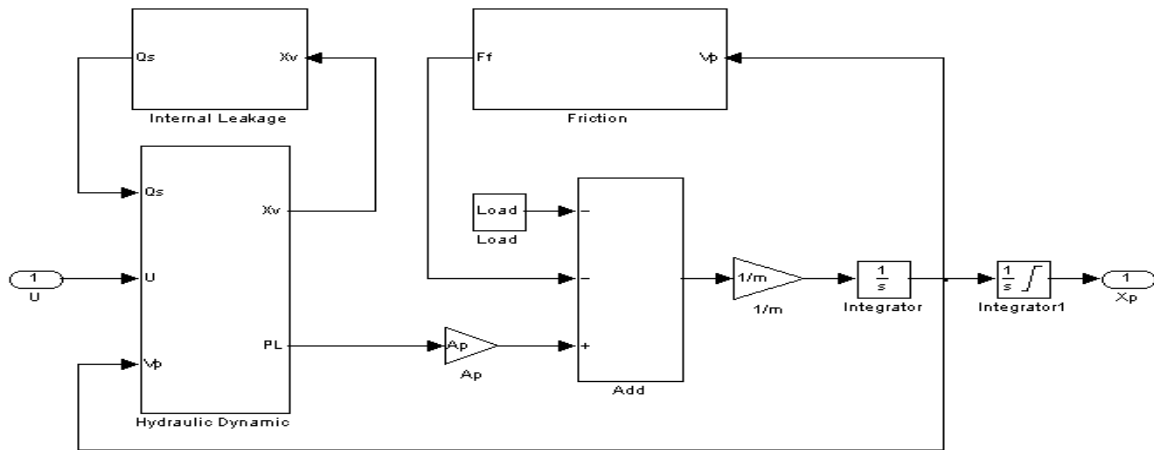 Qs Xv
Internal Leakage
Ff Vp
Friction
Qs
Xv
U
Vp
PL
Hydraulic Dynamic
1
U
Load
Load
Ap
Ap
−
−
+
Add
1/m
1/m
1
s
Integrator
1
s
Integrator1
1
Xp